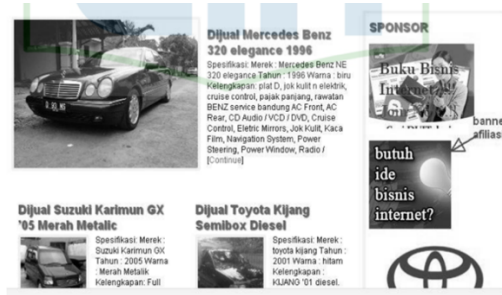 Dijual Mercedes Benz
320 elegance 1996
Spesifikasi: Merek : Mercedes Benz NE
320 elegance Tahun : 1996 Warna : biru
Kelengkapan: plat D, jok kulit n elektrik,
cruise control, pajak panjang, rawatan
BENZ service bandung AC Front, AC
Rear, CD Audio / VCD / DVD, Cruise
Control, Eletric Mirrors, Jok Kulit, Kaca
Film, Navigation System, Power
Steering, Power Window, Radio /
[Continue]
Dijual Suzuki Karimun GX
'05 Merah Metalic
Spesifikasi: Merek :
Suzuki Karimun GX
Tahun : 2005 Warna
: Merah Metalik
Kelengkapan: Full
Dijual Toyota Kijang
Semibox Diesel
Spesifikasi: Merek :
toyota kijang Tahun :
2001 Warna : hitam
Kelengkapan :
KIJANG '01 diesel.
SPONSOR
Buku Bisnis
Internet
banne
afilias
butuh
ide
bisnis
internet?